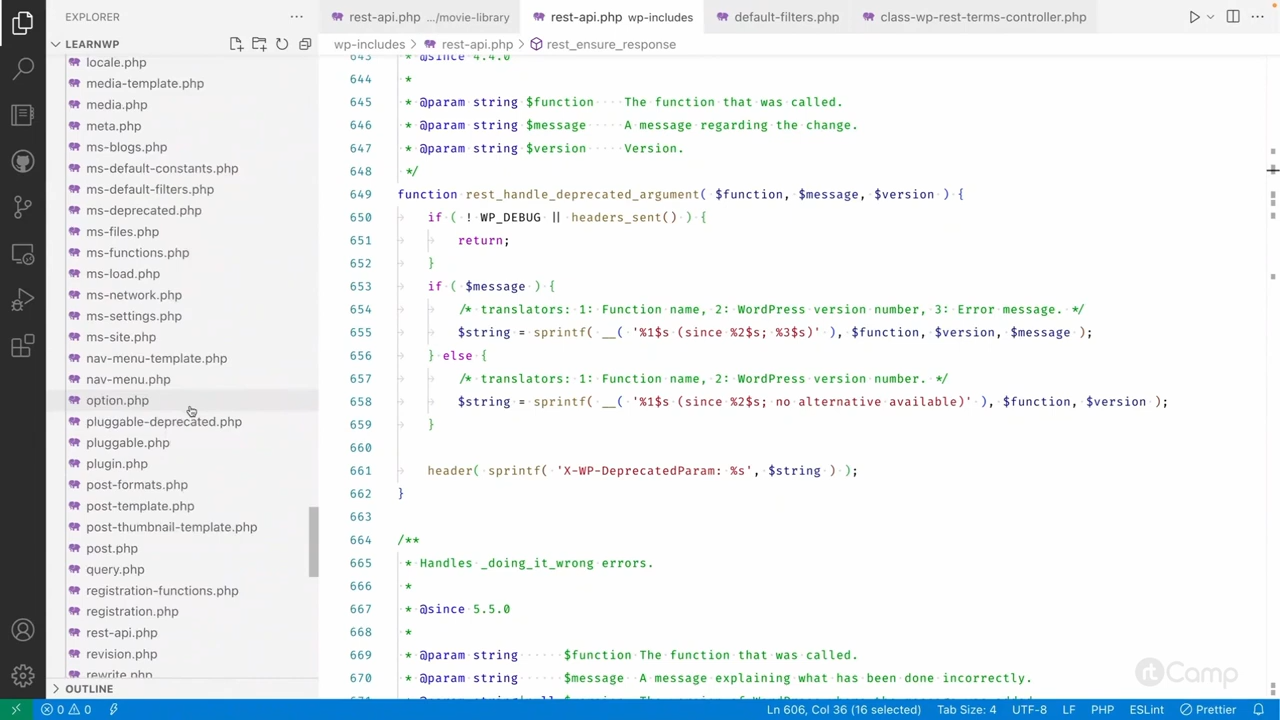 EXPLORER
LEARNWP
locale.php
media-template.php
media.php
meta.php
ms-blogs.php
ms-default-constants.php
ms-default-filters.php
ms-deprecated.php
ms-files.php
ms-functions.php
ms-load.php
ms-network.php
ms-settings.php
ms-site.php
nav-menu-template.php
nav-menu.php
option.php
pluggable-deprecated.php
pluggable.php
plugin.php
post-formats.php
post-template.php
post-thumbnail-template.php
post.php
query.php
registration-functions.php
registration.php
rest-api.php
revision.php
rewrite.php
OUTLINE
rest-api.php .../movie-library
rest-api.php wp-includes
default-filters.php
class-wp-rest-terms-controller.php
wp-includes > rest-api.php > rest_ensure_response
643 * @since 4.4.0
644 *
645 * @param string $function The function that was called.
646 * @param string $message A message regarding the change.
647 * @param string $version Version.
648 */
649 function rest_handle_deprecated_argument( $function, $message, $version ) {
650 if ( ! WP_DEBUG || headers_sent() ) {
651 return;
652 }
653 if ( $message ) {
654 /* translators: 1: Function name, 2: WordPress version number, 3: Error message. */
655 $string = sprintf( __( '%1$s (since %2$s; %3$s)' ), $function, $version, $message );
656 } else {
657 /* translators: 1: Function name, 2: WordPress version number. */
658 $string = sprintf( __( '%1$s (since %2$s; no alternative available)' ), $function, $version );
659 }
660
661 header( sprintf( 'X-WP-DeprecatedParam: %s', $string ) );
662 }
663
664 /**
665 * Handles _doing_it_wrong errors.
666 *
667 * @since 5.5.0
668 *
669 * @param string $function The function that was called.
670 * @param string $message A message explaining what has been done incorrectly.
rtCamp
0 0
Ln 606, Col 36 (16 selected) Tab Size: 4 UTF-8 LF PHP ESLint Prettier